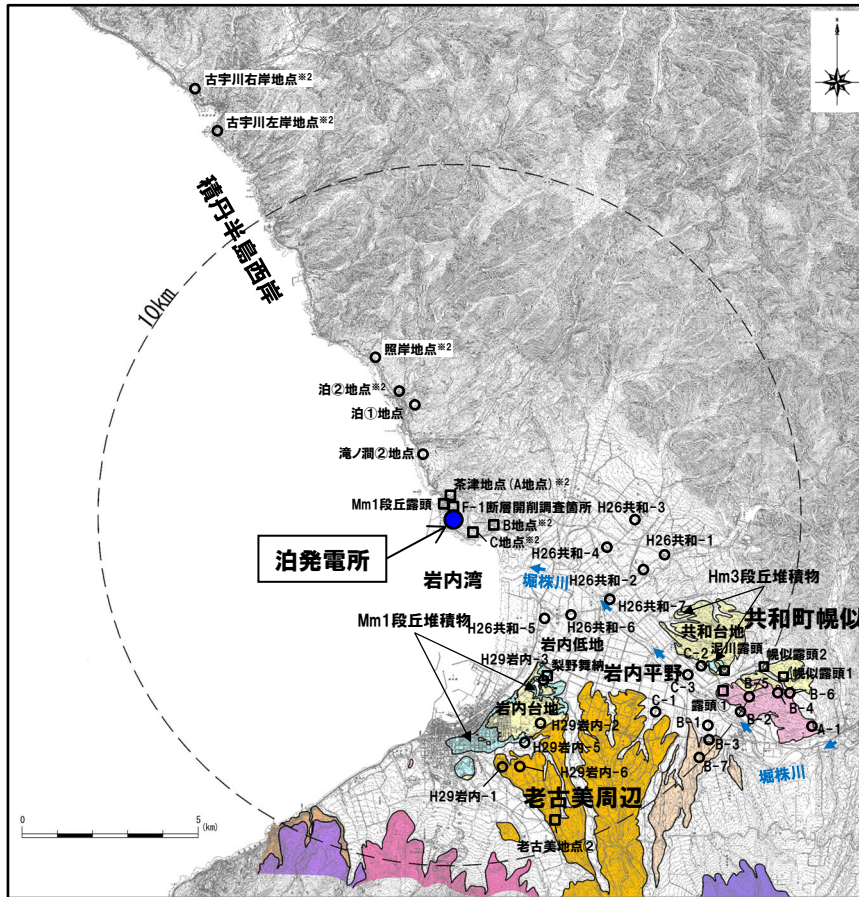 古宇川右岸地点※2
古宇川左岸地点※2
積丹半島西岸
10km
照岸地点※2
泊②地点※2
泊①地点
滝ノ澗②地点
茶津地点(A地点)※2
Mm1段丘露頭
F-1断層開削調査箇所
B地点※2
C地点※2
泊発電所
岩内湾
H26共和-3
H26共和-1
H26共和-4
H26共和-2
堀株川
Hm3段丘堆積物
H26共和-7
Mm1段丘堆積物
H26共和-5
H26共和-6
共和町幌似
共和台地
岩内低地
泥川露頭
C-2
幌似露頭2
H29岩内-3
梨野舞納
岩内平野
幌似露頭1
C-3
B-5
B-6
B-4
岩内台地
露頭1
C-1
B-2
H29岩内-2
B-1
A-1
H29岩内-5
B-3
H29岩内-6
B-7
堀株川
H29岩内-1
老古美周辺
老古美地点2
0
5
(km)